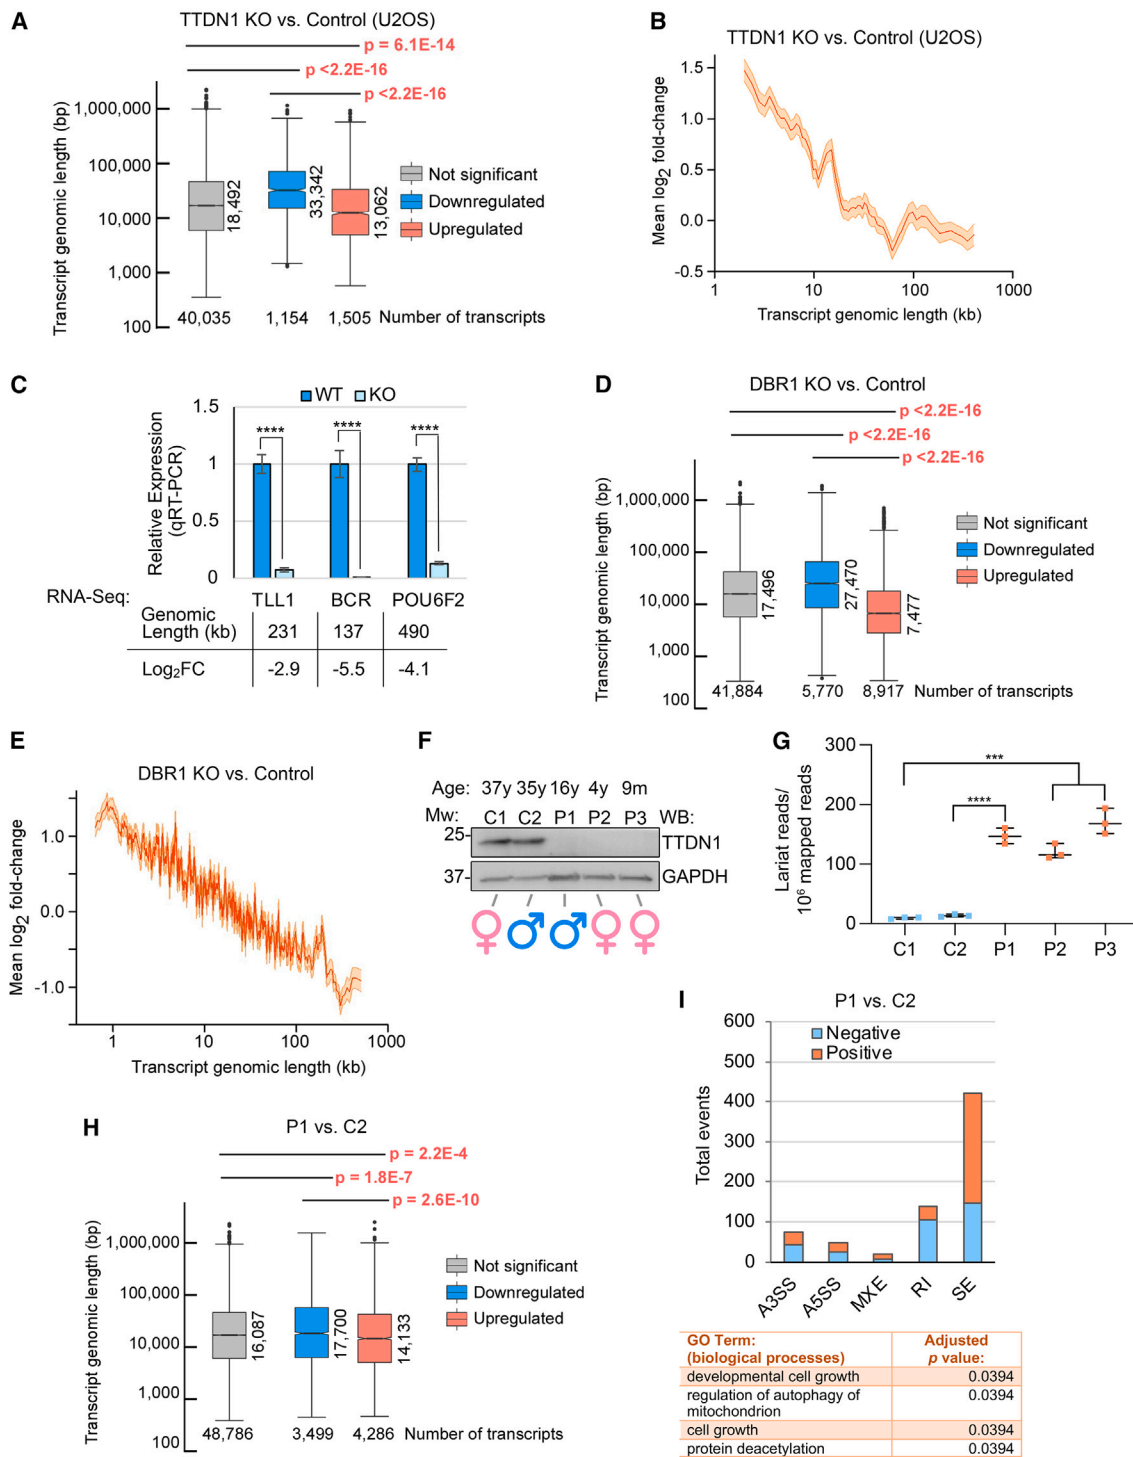 A
TTDN1 KO vs. Control (U2OS)
p = 6.1E-14
p <2.2E-16
p <2.2E-16
Transcript genomic length (bp)
1,000,000
100,000
10,000
1,000
100
18,492
33,342
13,062
Not significant
Downregulated
Upregulated
40,035 1,154 1,505 Number of transcripts
B
TTDN1 KO vs. Control (U2OS)
Mean log2 fold-change
1.5
1.0
0.5
0.0
-0.5
1 10 100 1000
Transcript genomic length (kb)
C
WT KO
Relative Expression
(qRT-PCR)
1.5
1
0.5
0
**** **** ****
RNA-Seq: TLL1 BCR POU6F2
Genomic
Length (kb) 231 137 490
Log2FC -2.9 -5.5 -4.1
D
DBR1 KO vs. Control
p <2.2E-16
p <2.2E-16
p <2.2E-16
Transcript genomic length (bp)
1,000,000
100,000
10,000
1,000
100
17,496
27,470
7,477
Not significant
Downregulated
Upregulated
41,884 5,770 8,917 Number of transcripts
E
DBR1 KO vs. Control
Mean log2 fold-change
1.0
0.0
-1.0
1 10 100 1000
Transcript genomic length (kb)
F
Age: 37y 35y 16y 4y 9m
Mw: C1 C2 P1 P2 P3 WB:
25- TTDN1
37- GAPDH
G
Lariat reads/
10⁶ mapped reads
300
200
100
0
***
****
C1 C2 P1 P2 P3
H
P1 vs. C2
p = 2.2E-4
p = 1.8E-7
p = 2.6E-10
Transcript genomic length (bp)
1,000,000
100,000
10,000
1,000
100
16,087
17,700
14,133
Not significant
Downregulated
Upregulated
48,786 3,499 4,286 Number of transcripts
I
P1 vs. C2
Negative
Positive
Total events
600
500
400
300
200
100
0
A3SS A5SS MXE RI SE
GO Term: Adjusted
(biological processes) p value:
developmental cell growth 0.0394
regulation of autophagy of 0.0394
mitochondrion
cell growth 0.0394
protein deacetylation 0.0394